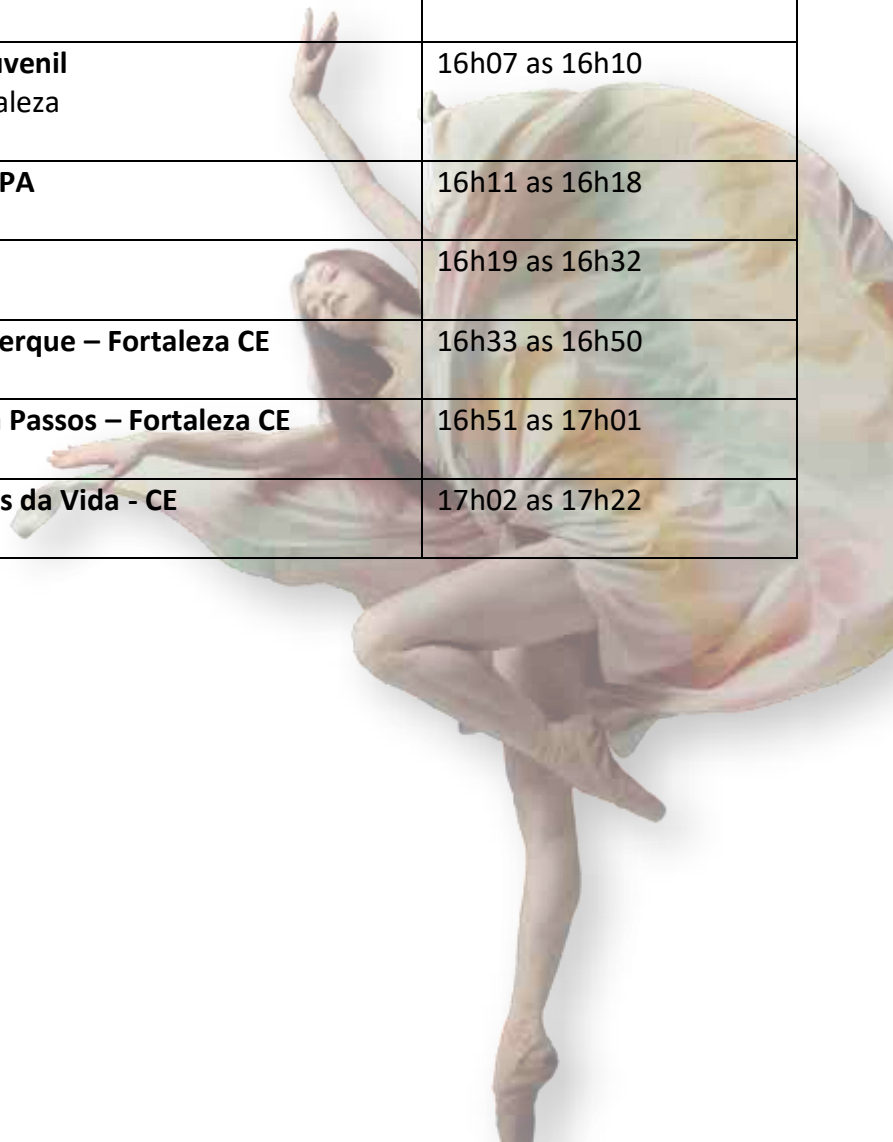 uvenil 16h07 as 16h10
aleza
PA 16h11 as 16h18
16h19 as 16h32
erque – Fortaleza CE 16h33 as 16h50
Passos – Fortaleza CE 16h51 as 17h01
s da Vida - CE 17h02 as 17h22